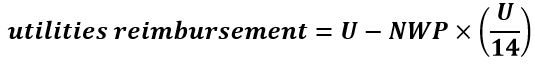 utilities reimbursement = U − NWP × (U/14)